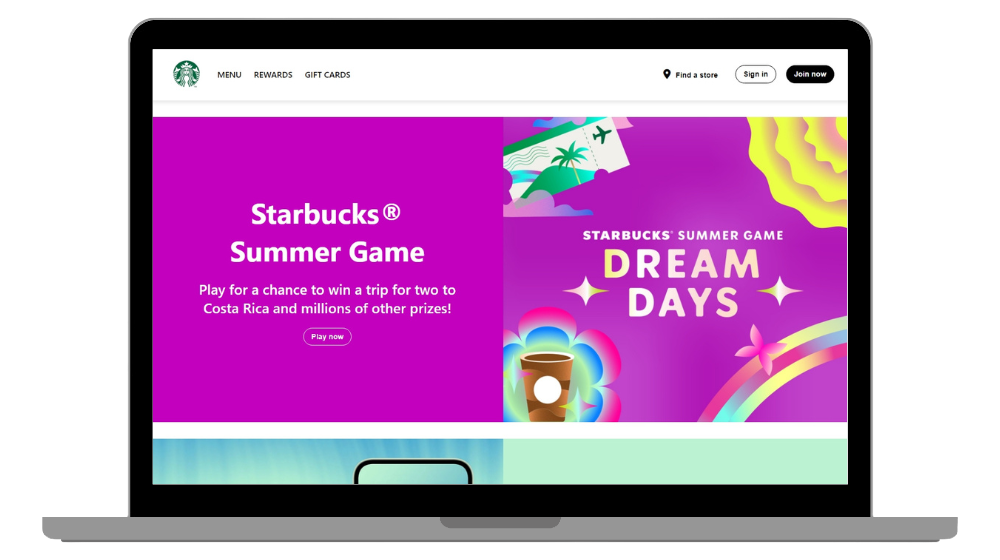 MENU REWARDS GIFT CARDS Find a store Sign in Join now
Starbucks®
Summer Game
Play for a chance to win a trip for two to
Costa Rica and millions of other prizes!
Play now
STARBUCKS® SUMMER GAME
DREAM
DAYS